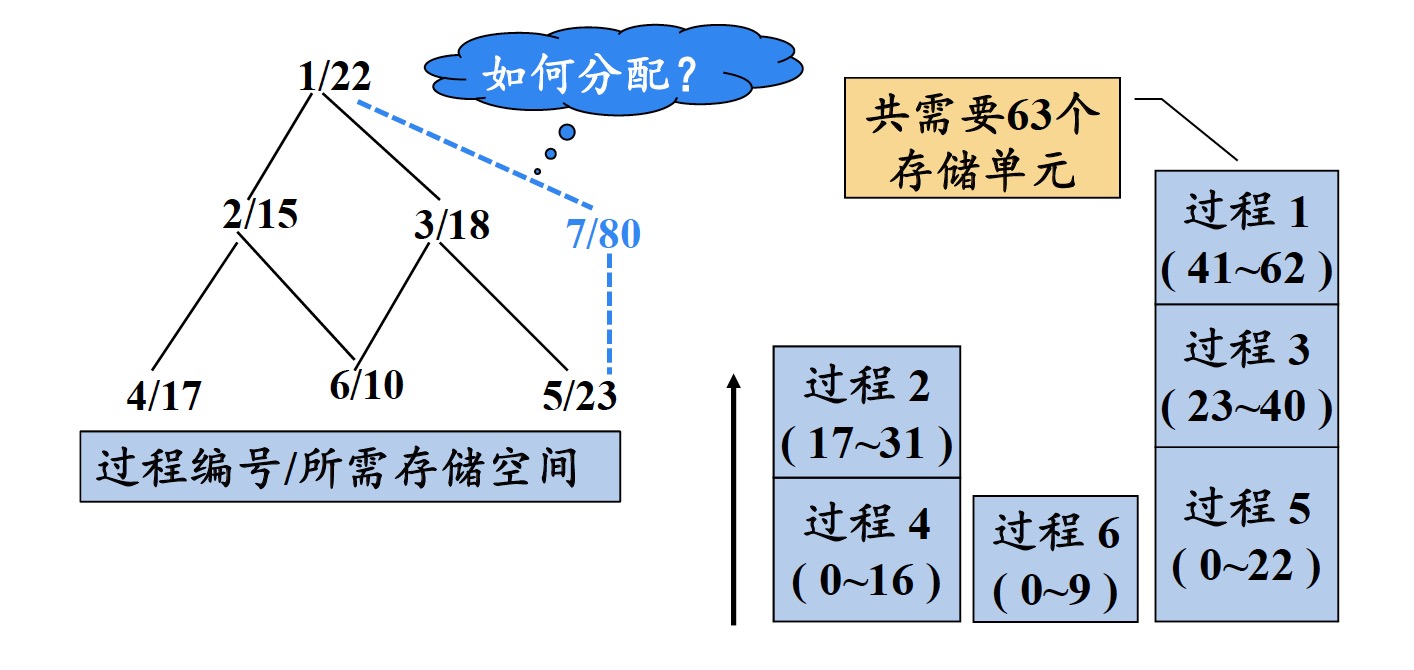 如何分配？
1/22
2/15
3/18
7/80
4/17
6/10
5/23
过程编号/所需存储空间
共需要63个
存储单元
过程 1
( 41~62 )
过程 3
( 23~40 )
过程 5
( 0~22 )
过程 2
( 17~31 )
过程 4
( 0~16 )
过程 6
( 0~9 )